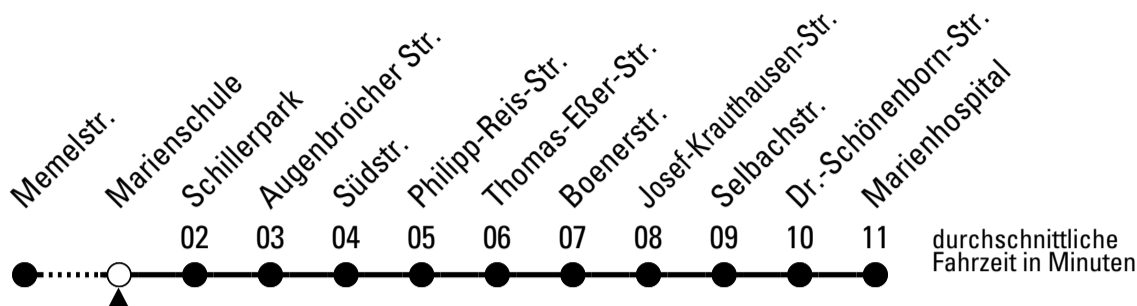 Memelstr.
Marienschule
Schillerpark
Augenbroicher Str.
Südstr.
Philipp-Reis-Str.
Thomas-Eßer-Str.
Boenerstr.
Josef-Krauthausen-Str.
Selbachstr.
Dr.-Schönenborn-Str.
Marienhospital
02 03 04 05 06 07 08 09 10 11
durchschnittliche
Fahrzeit in Minuten